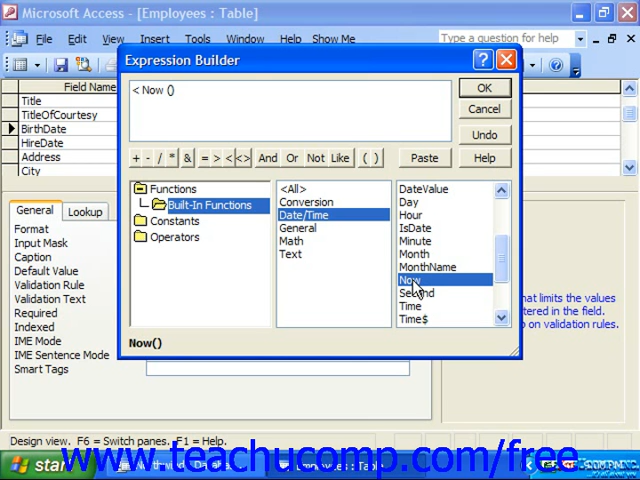 Microsoft Access - [Employees : Table]
File Edit View Insert Tools Window Help Show Me
Type a question for help
Field Name
Title
TitleOfCourtesy
BirthDate
HireDate
Address
City
Expression Builder
< Now ()
OK
Cancel
Undo
+ - / * & = > < <> And Or Not Like ( ) Paste Help
Functions
Built-In Functions
Constants
Operators
<All>
Conversion
Date/Time
General
Math
Text
DateValue
Day
Hour
IsDate
Minute
Month
MonthName
Now
Second
Time
Time$
Now()
General Lookup
Format
Input Mask
Caption
Default Value
Validation Rule
Validation Text
Required
Indexed
IME Mode
IME Sentence Mode
Smart Tags
that limits the values
entered in the field.
on validation rules.
Design view. F6 = Switch panes. F1 = Help.
start
www.teachucomp.com/free